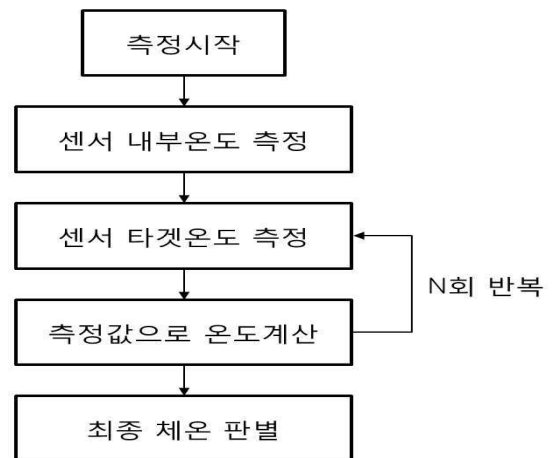 측정시작
센서 내부온도 측정
센서 타겟온도 측정
N회 반복
측정값으로 온도계산
최종 체온 판별